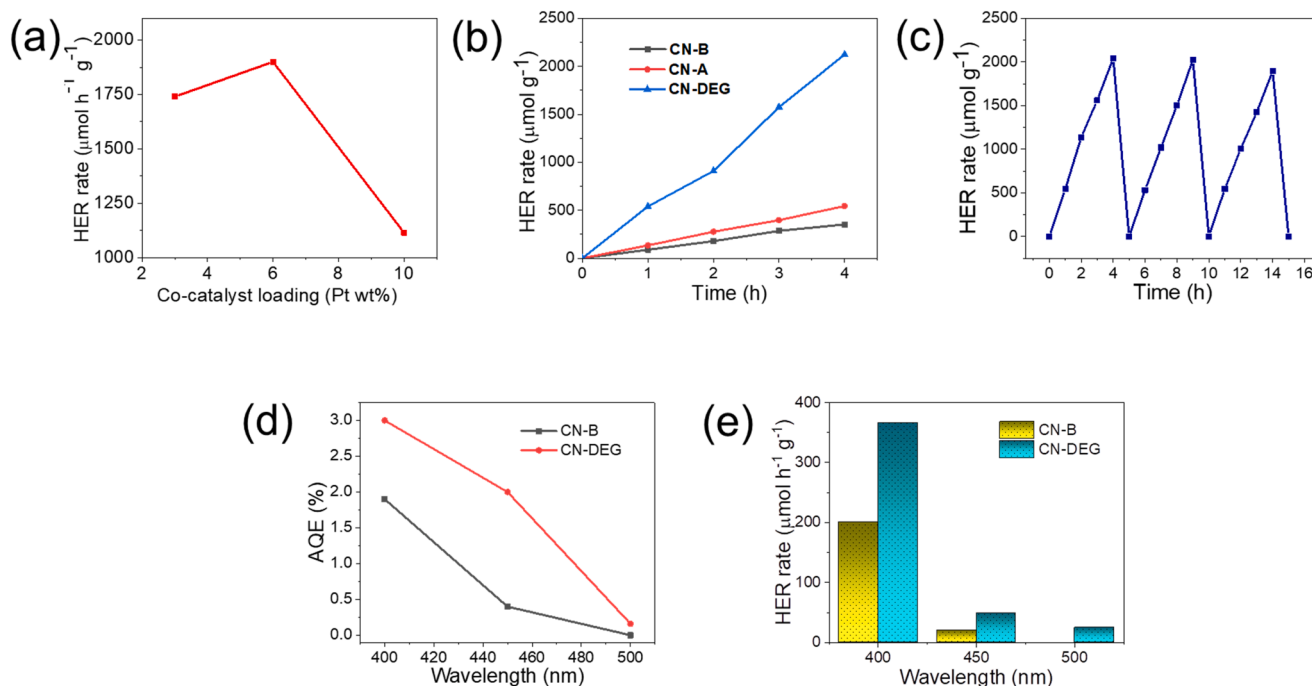 (a)
HER rate (μmol h⁻¹ g⁻¹)
2000
1750
1500
1250
1000
2
4
6
8
10
Co-catalyst loading (Pt wt%)
(b)
HER rate (μmol g⁻¹)
2500
2000
1500
1000
500
0
CN-B
CN-A
CN-DEG
0
1
2
3
4
Time (h)
(c)
HER rate (μmol g⁻¹)
2500
2000
1500
1000
500
0
0
2
4
6
8
10
12
14
16
Time (h)
(d)
AQE (%)
3.0
2.5
2.0
1.5
1.0
0.5
0.0
CN-B
CN-DEG
400
420
440
460
480
500
Wavelength (nm)
(e)
HER rate (μmol h⁻¹ g⁻¹)
400
300
200
100
0
CN-B
CN-DEG
400
450
500
Wavelength (nm)